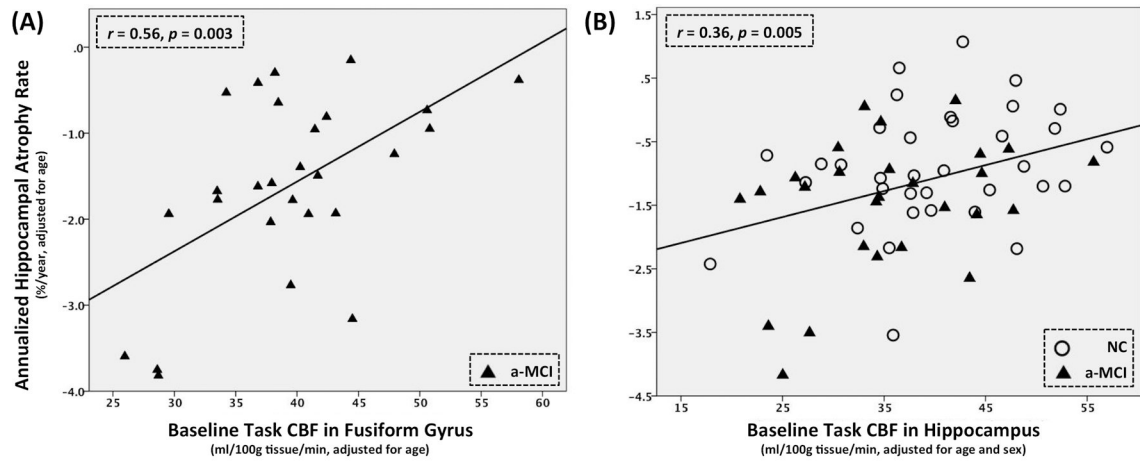 (A)
r = 0.56, p = 0.003
.0
-1.0
-2.0
-3.0
-4.0
Annualized Hippocampal Atrophy Rate
(%/year, adjusted for age)
a-MCI
25 30 35 40 45 50 55 60
Baseline Task CBF in Fusiform Gyrus
(ml/100g tissue/min, adjusted for age)
(B)
r = 0.36, p = 0.005
1.5
.5
-.5
-1.5
-2.5
-3.5
-4.5
NC
a-MCI
15 25 35 45 55
Baseline Task CBF in Hippocampus
(ml/100g tissue/min, adjusted for age and sex)